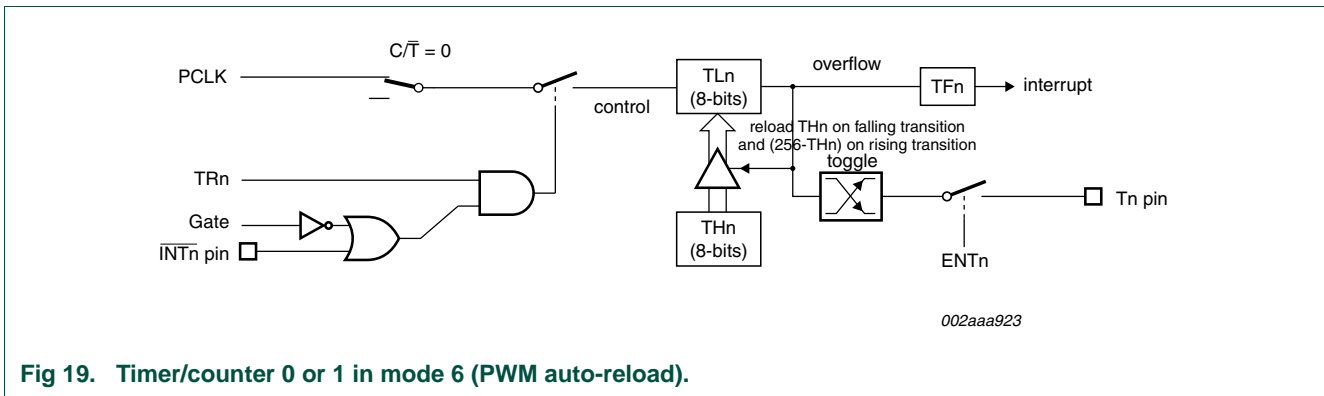 C/T̅ = 0
PCLK
TLn
(8-bits)
overflow
TFn
interrupt
control
reload THn on falling transition
and (256-THn) on rising transition
toggle
TRn
Gate
I̅N̅T̅n̅ pin
THn
(8-bits)
Tn pin
ENTn
002aaa923
Fig 19. Timer/counter 0 or 1 in mode 6 (PWM auto-reload).